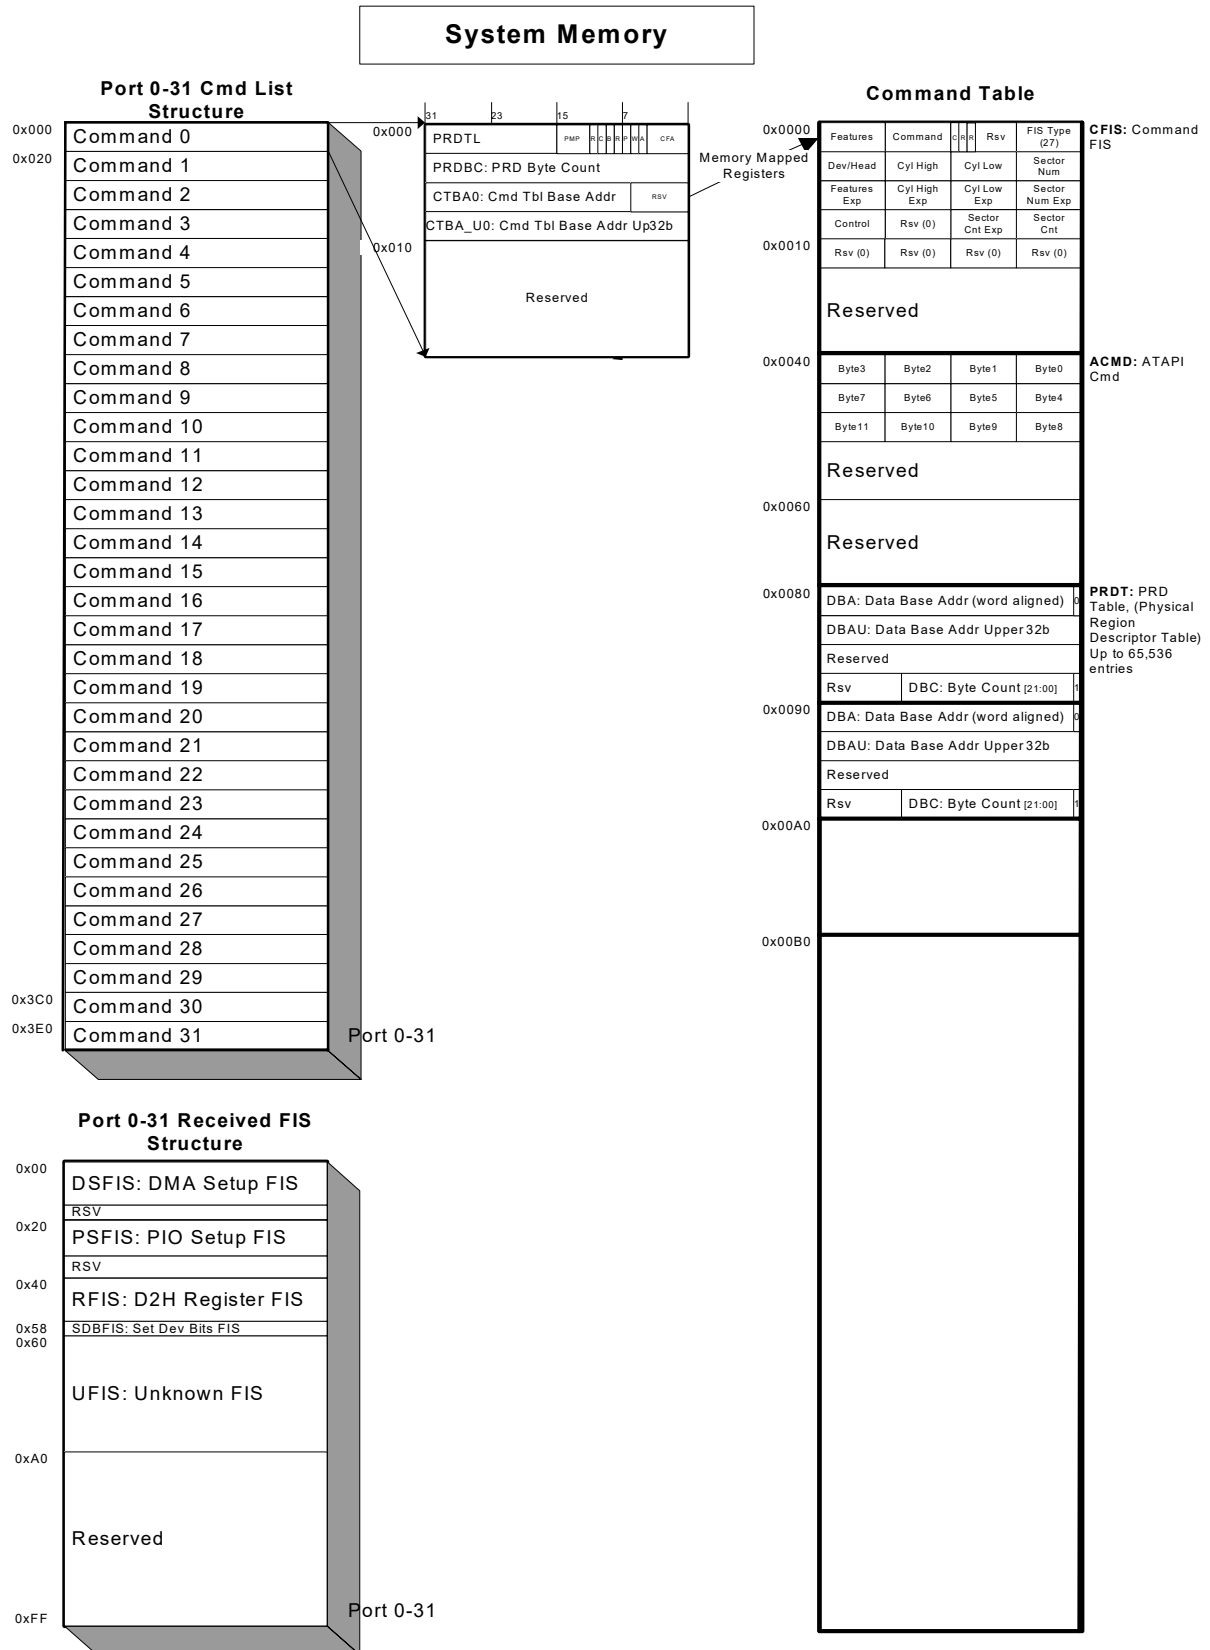 System Memory
Port 0-31 Cmd List
Structure
0x000
Command 0
0x020
Command 1
Command 2
Command 3
Command 4
Command 5
Command 6
Command 7
Command 8
Command 9
Command 10
Command 11
Command 12
Command 13
Command 14
Command 15
Command 16
Command 17
Command 18
Command 19
Command 20
Command 21
Command 22
Command 23
Command 24
Command 25
Command 26
Command 27
Command 28
Command 29
0x3C0
Command 30
0x3E0
Command 31
Port 0-31
31 23 15 7
0x000
PRDTL PMP R C B R P W A CFA
PRDBC: PRD Byte Count
CTBA0: Cmd Tbl Base Addr RSV
CTBA_U0: Cmd Tbl Base Addr Up32b
0x010
Reserved
Memory Mapped
Registers
Command Table
0x0000
Features Command C R R Rsv FIS Type
(27)
Dev/Head Cyl High Cyl Low Sector
Num
Features
Exp
Cyl High
Exp
Cyl Low
Exp
Sector
Num Exp
Control Rsv (0) Sector
Cnt Exp
Sector
Cnt
0x0010
Rsv (0) Rsv (0) Rsv (0) Rsv (0)
Reserved
CFIS: Command
FIS
0x0040
Byte3 Byte2 Byte1 Byte0
Byte7 Byte6 Byte5 Byte4
Byte11 Byte10 Byte9 Byte8
Reserved
ACMD: ATAPI
Cmd
0x0060
Reserved
0x0080
DBA: Data Base Addr (word aligned) 0
DBAU: Data Base Addr Upper 32b
Reserved
Rsv DBC: Byte Count [21:00] 1
PRDT: PRD
Table, (Physical
Region
Descriptor Table)
Up to 65,536
entries
0x0090
DBA: Data Base Addr (word aligned) 0
DBAU: Data Base Addr Upper 32b
Reserved
Rsv DBC: Byte Count [21:00] 1
0x00A0
0x00B0
Port 0-31 Received FIS
Structure
0x00
DSFIS: DMA Setup FIS
RSV
0x20
PSFIS: PIO Setup FIS
RSV
0x40
RFIS: D2H Register FIS
0x58
SDBFIS: Set Dev Bits FIS
0x60
UFIS: Unknown FIS
0xA0
Reserved
0xFF
Port 0-31